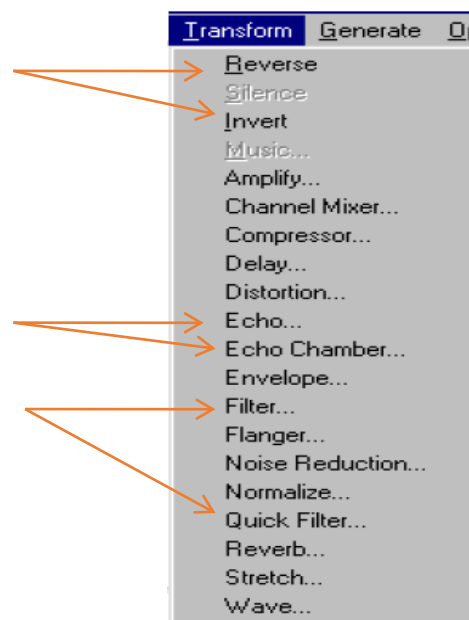 Transform Generate
Reverse
Silence
Invert
Music...
Amplify...
Channel Mixer...
Compressor...
Delay...
Distortion...
Echo...
Echo Chamber...
Envelope...
Filter...
Flanger...
Noise Reduction...
Normalize...
Quick Filter...
Reverb...
Stretch...
Wave...